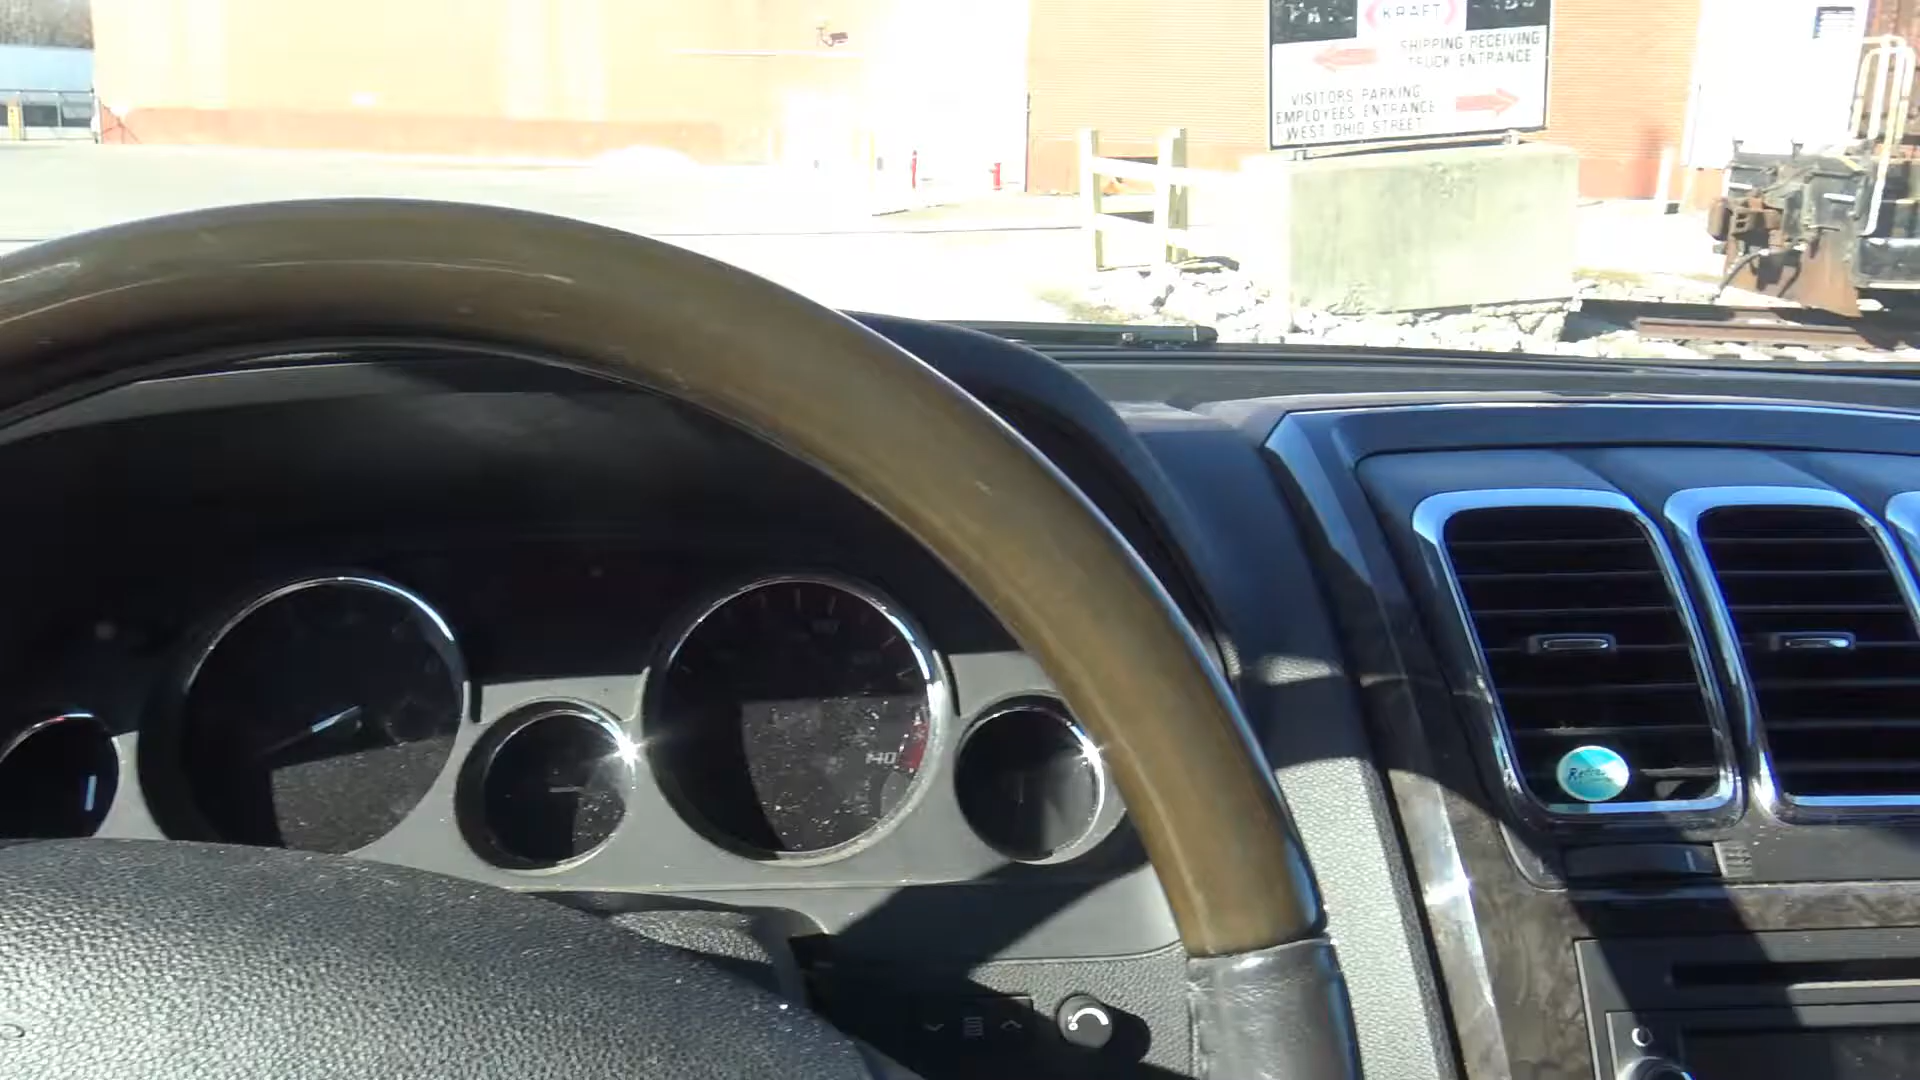 KRAFT
SHIPPING RECEIVING
TRUCK ENTRANCE
VISITORS PARKING
EMPLOYEES ENTRANCE
WEST OHIO STREET
140